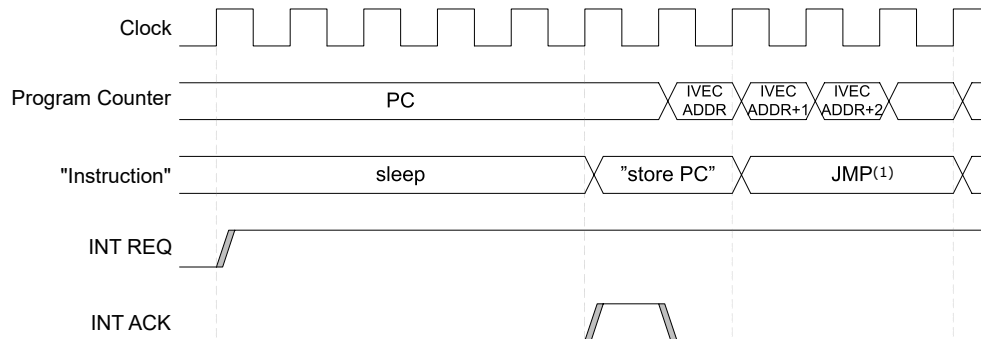 Clock
Program Counter
PC
IVEC
ADDR
IVEC
ADDR+1
IVEC
ADDR+2
"Instruction"
sleep
”store PC”
JMP(1)
INT REQ
INT ACK